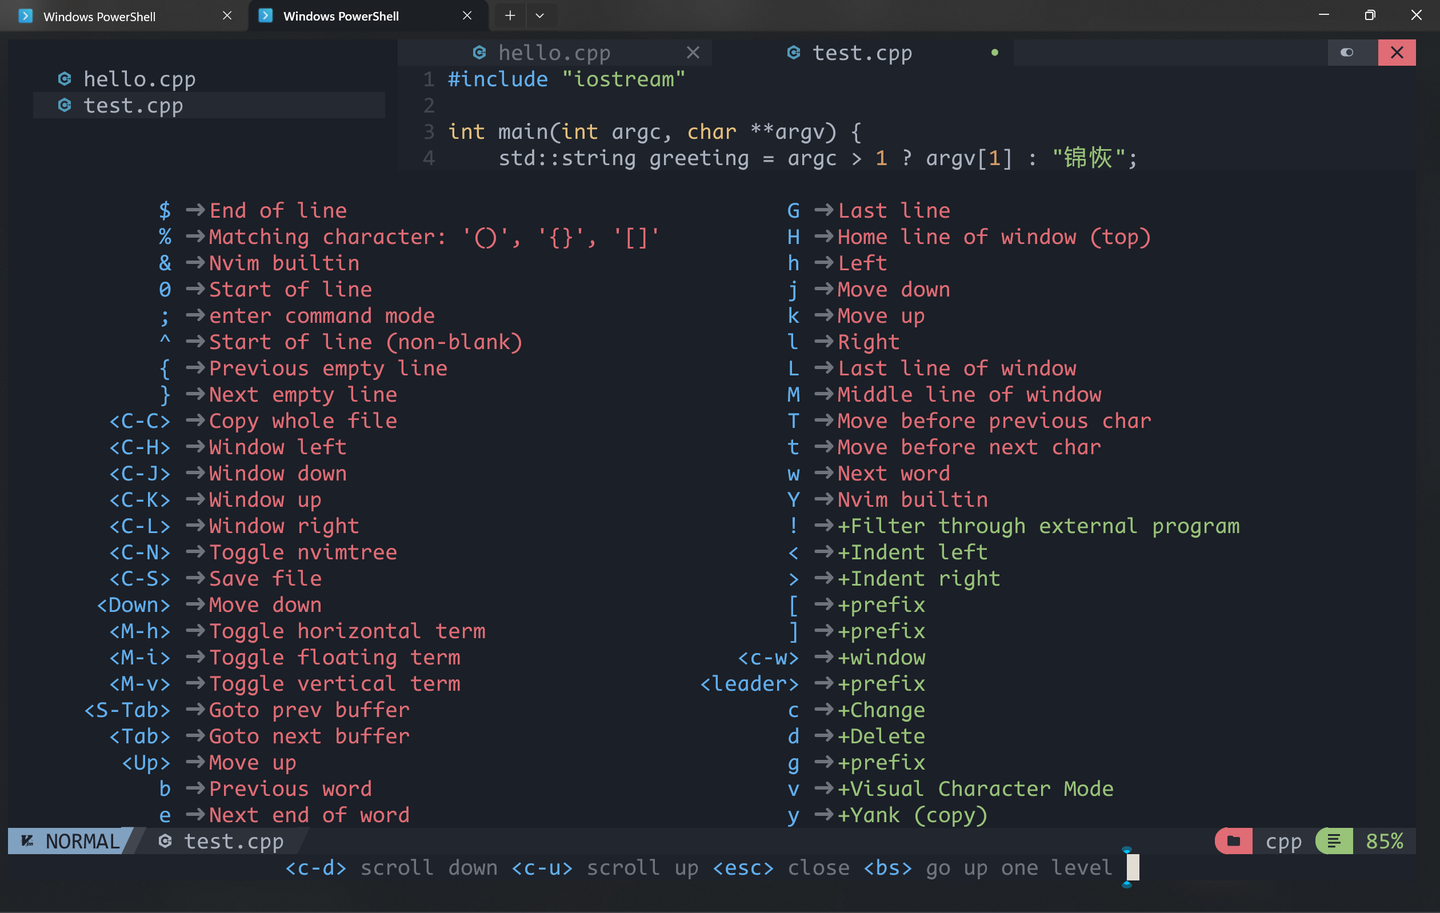 Windows PowerShell
Windows PowerShell
hello.cpp
test.cpp
hello.cpp
test.cpp
1 #include "iostream"
2
3 int main(int argc, char **argv) {
4 std::string greeting = argc > 1 ? argv[1] : "锦恢";
$ → End of line
% → Matching character: '()', '{}', '[]'
& → Nvim builtin
0 → Start of line
; → enter command mode
^ → Start of line (non-blank)
{ → Previous empty line
} → Next empty line
<C-C> → Copy whole file
<C-H> → Window left
<C-J> → Window down
<C-K> → Window up
<C-L> → Window right
<C-N> → Toggle nvimtree
<C-S> → Save file
<Down> → Move down
<M-h> → Toggle horizontal term
<M-i> → Toggle floating term
<M-v> → Toggle vertical term
<S-Tab> → Goto prev buffer
<Tab> → Goto next buffer
<Up> → Move up
b → Previous word
e → Next end of word
G → Last line
H → Home line of window (top)
h → Left
j → Move down
k → Move up
l → Right
L → Last line of window
M → Middle line of window
T → Move before previous char
t → Move before next char
w → Next word
Y → Nvim builtin
! → +Filter through external program
< → +Indent left
> → +Indent right
[ → +prefix
] → +prefix
<c-w> → +window
<leader> → +prefix
c → +Change
d → +Delete
g → +prefix
v → +Visual Character Mode
y → +Yank (copy)
NORMAL test.cpp cpp 85%
<c-d> scroll down <c-u> scroll up <esc> close <bs> go up one level